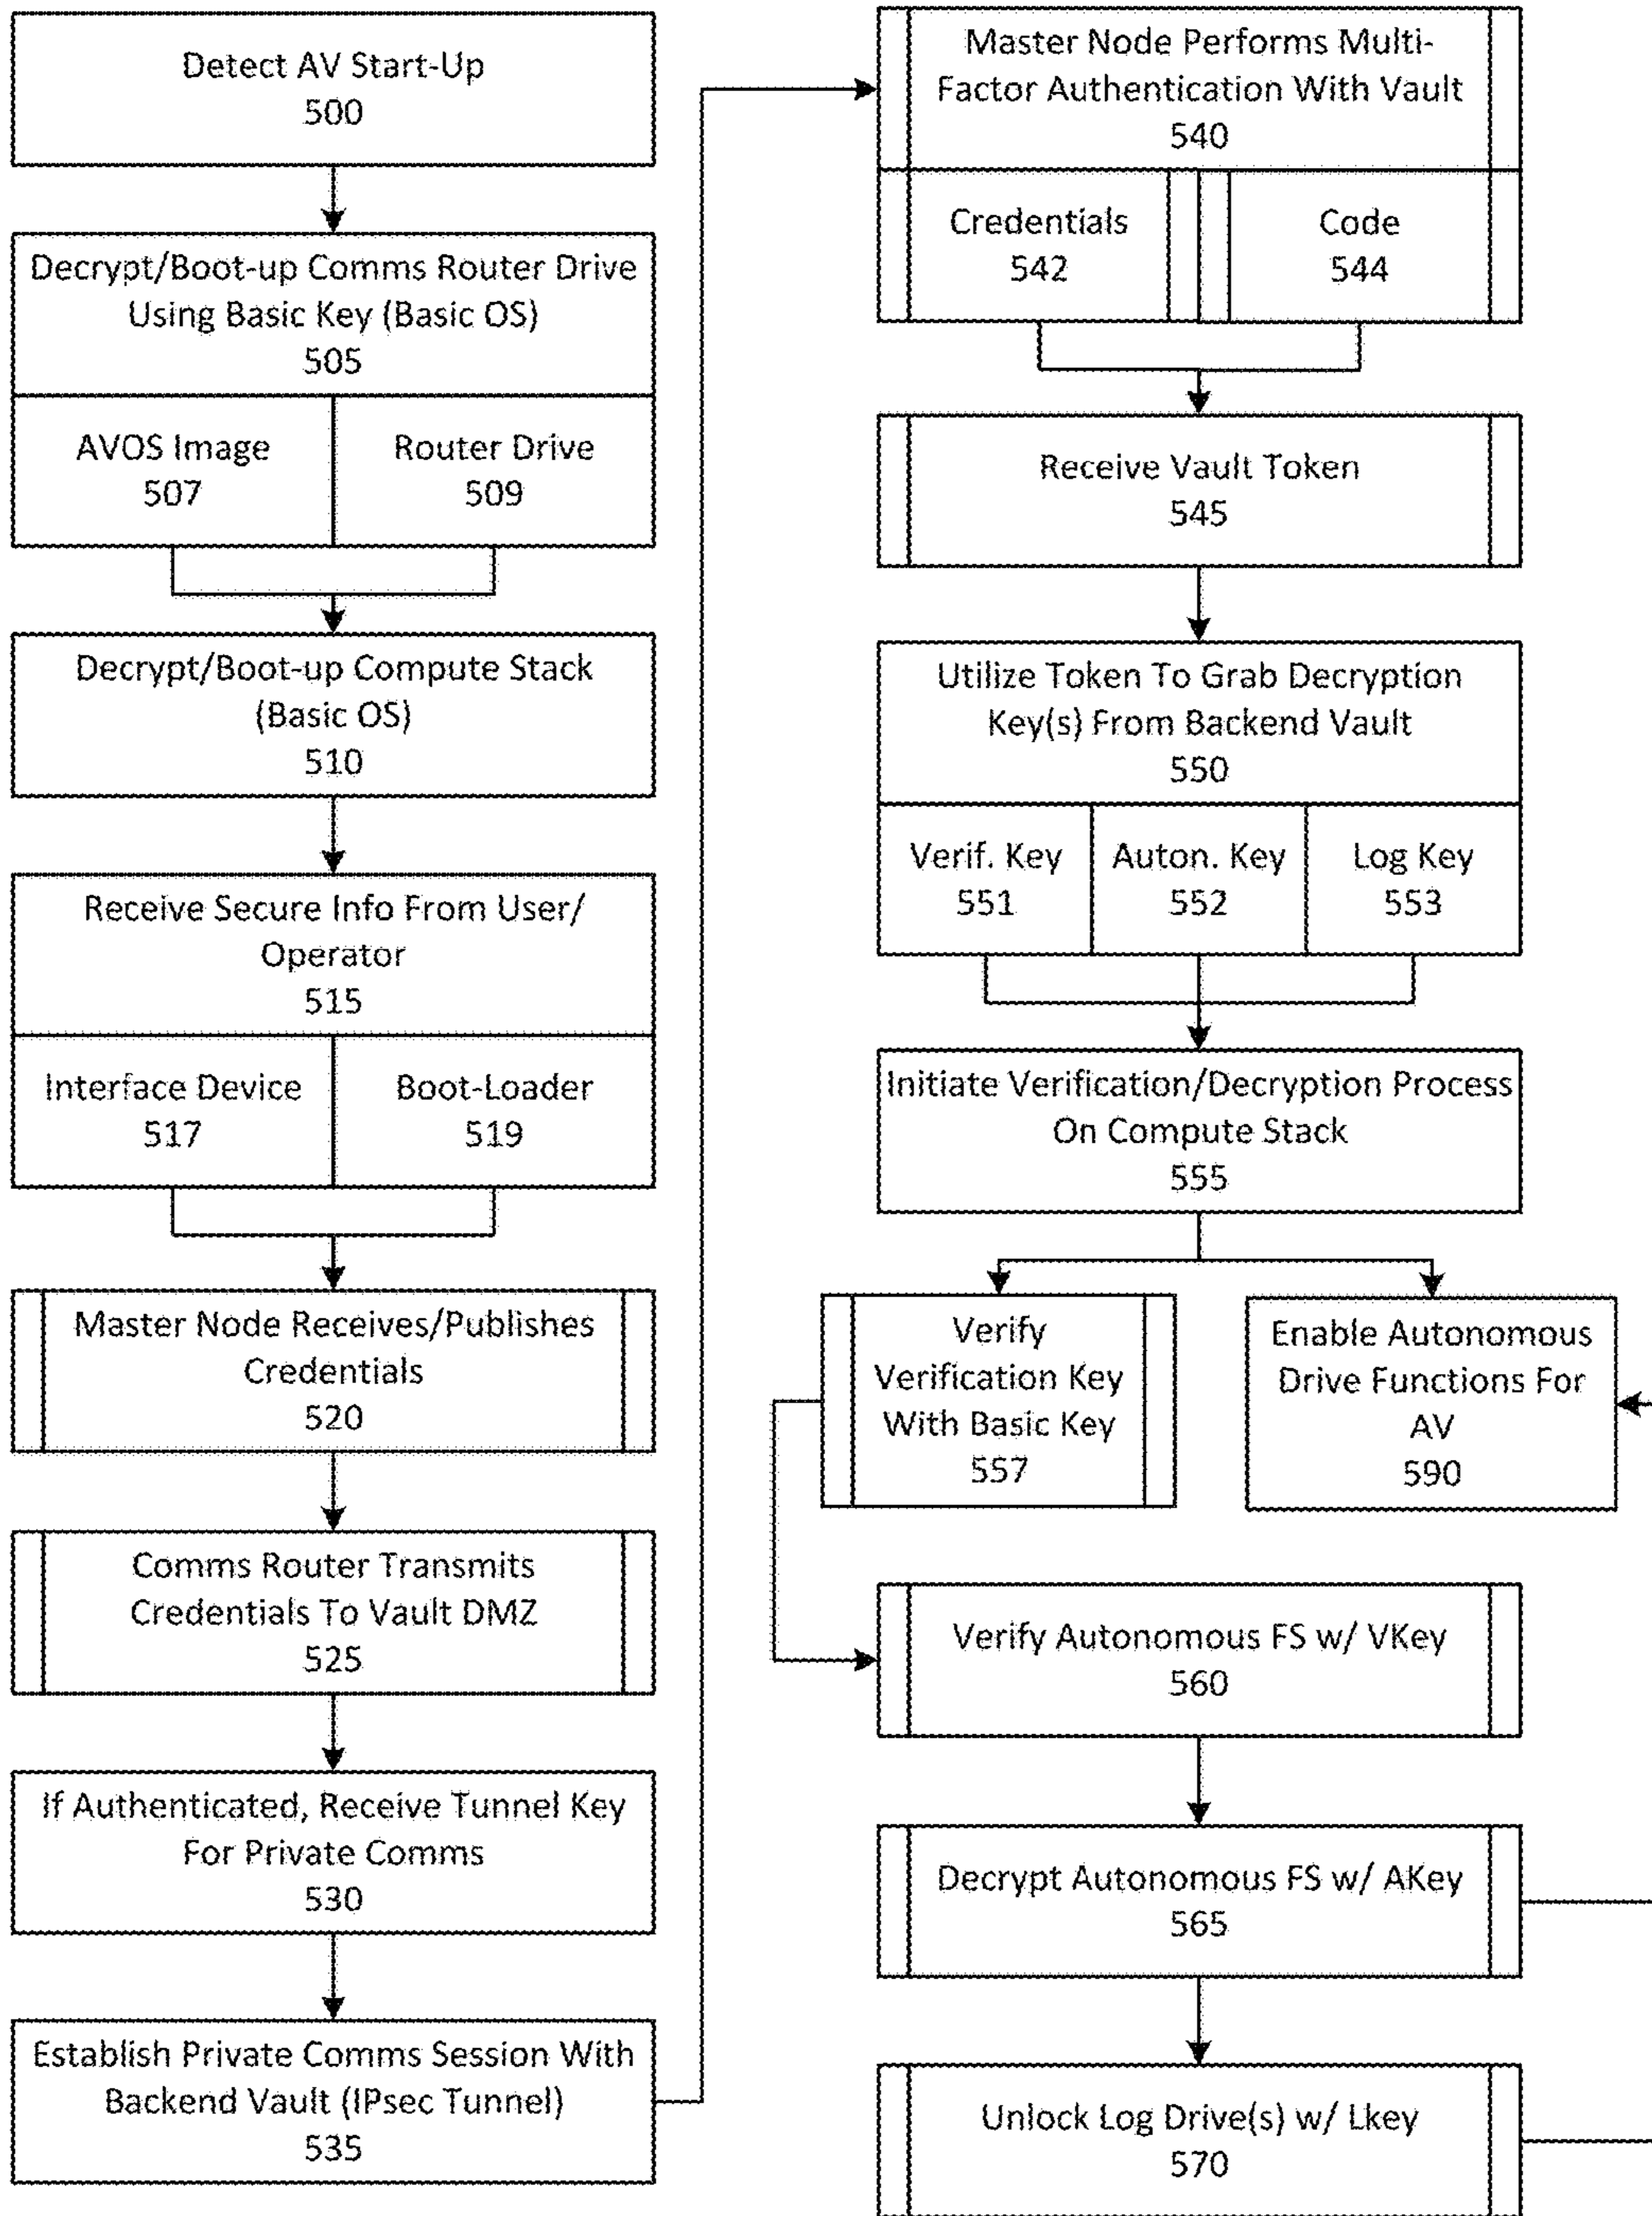 Detect AV Start-Up
500
Decrypt/Boot-up Comms Router Drive
Using Basic Key (Basic OS)
505
AVOS Image
507
Router Drive
509
Decrypt/Boot-up Compute Stack
(Basic OS)
510
Receive Secure Info From User/
Operator
515
Interface Device
517
Boot-Loader
519
Master Node Receives/Publishes
Credentials
520
Comms Router Transmits
Credentials To Vault DMZ
525
If Authenticated, Receive Tunnel Key
For Private Comms
530
Establish Private Comms Session With
Backend Vault (IPsec Tunnel)
535
Master Node Performs Multi-
Factor Authentication With Vault
540
Credentials
542
Code
544
Receive Vault Token
545
Utilize Token To Grab Decryption
Key(s) From Backend Vault
550
Verif. Key
551
Auton. Key
552
Log Key
553
Initiate Verification/Decryption Process
On Compute Stack
555
Verify
Verification Key
With Basic Key
557
Enable Autonomous
Drive Functions For
AV
590
Verify Autonomous FS w/ VKey
560
Decrypt Autonomous FS w/ AKey
565
Unlock Log Drive(s) w/ Lkey
570